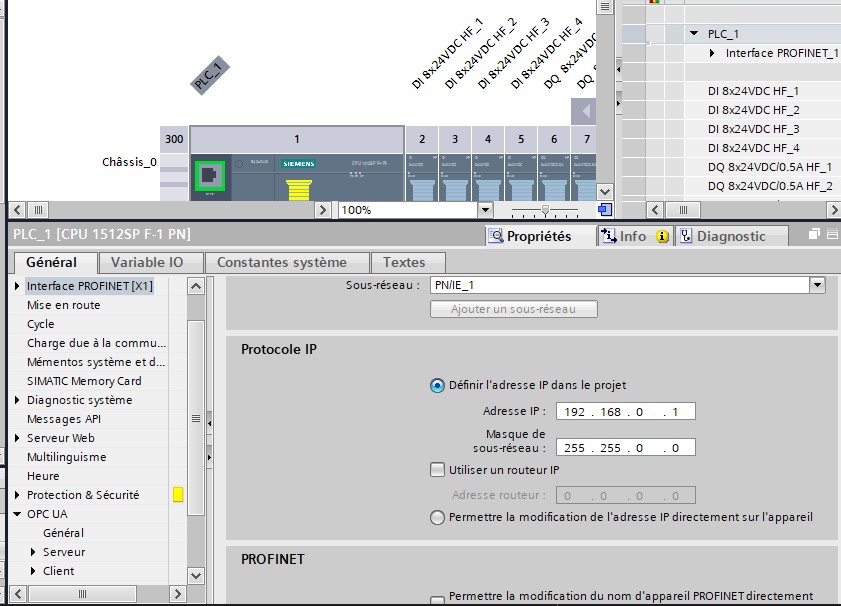 PLC_1
DI 8x24VDC HF_1
DI 8x24VDC HF_2
DI 8x24VDC HF_3
DI 8x24VDC HF_4
DQ 8x24VDC
DQ
300
1
2
3
4
5
6
7
Châssis_0
SIEMENS
CPU 1512SP F-1 PN
100%
PLC_1
Interface PROFINET_1
DI 8x24VDC HF_1
DI 8x24VDC HF_2
DI 8x24VDC HF_3
DI 8x24VDC HF_4
DQ 8x24VDC/0.5A HF_1
DQ 8x24VDC/0.5A HF_2
PLC_1 [CPU 1512SP F-1 PN]
Propriétés
Info
Diagnostic
Général
Variable IO
Constantes système
Textes
Interface PROFINET [X1]
Mise en route
Cycle
Charge due à la commu...
Mémentos système et d...
SIMATIC Memory Card
Diagnostic système
Messages API
Serveur Web
Multilinguisme
Heure
Protection & Sécurité
OPC UA
Général
Serveur
Client
Sous-réseau :
PN/IE_1
Ajouter un sous-réseau
Protocole IP
Définir l'adresse IP dans le projet
Adresse IP : 192 . 168 . 0 . 1
Masque de
sous-réseau : 255 . 255 . 0 . 0
Utiliser un routeur IP
Adresse routeur : 0 . 0 . 0 . 0
Permettre la modification de l'adresse IP directement sur l'appareil
PROFINET
Permettre la modification du nom d'appareil PROFINET directement